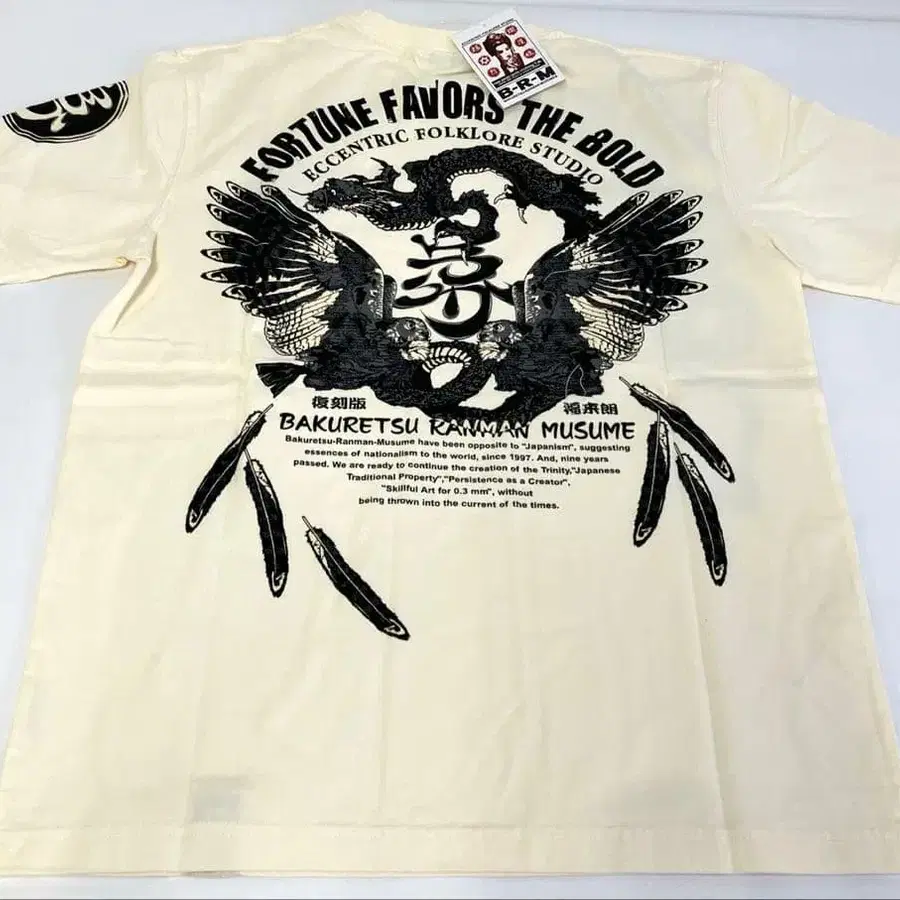 B-R-M
FORTUNE FAVORS THE BOLD
ECCENTRIC FOLKLORE STUDIO
復刻版
福来朗
BAKURETSU RANMAN MUSUME
Bakuretsu-Ranman-Musume have been opposite to "Japanism", suggesting
essences of nationalism to the world, since 1997. And, nine years
passed. We are ready to continue the creation of the Trinity,"Japanese
Traditional Property","Persistence as a Creator",
"Skillful Art for 0.3 mm", without
being thrown into the current of the times.